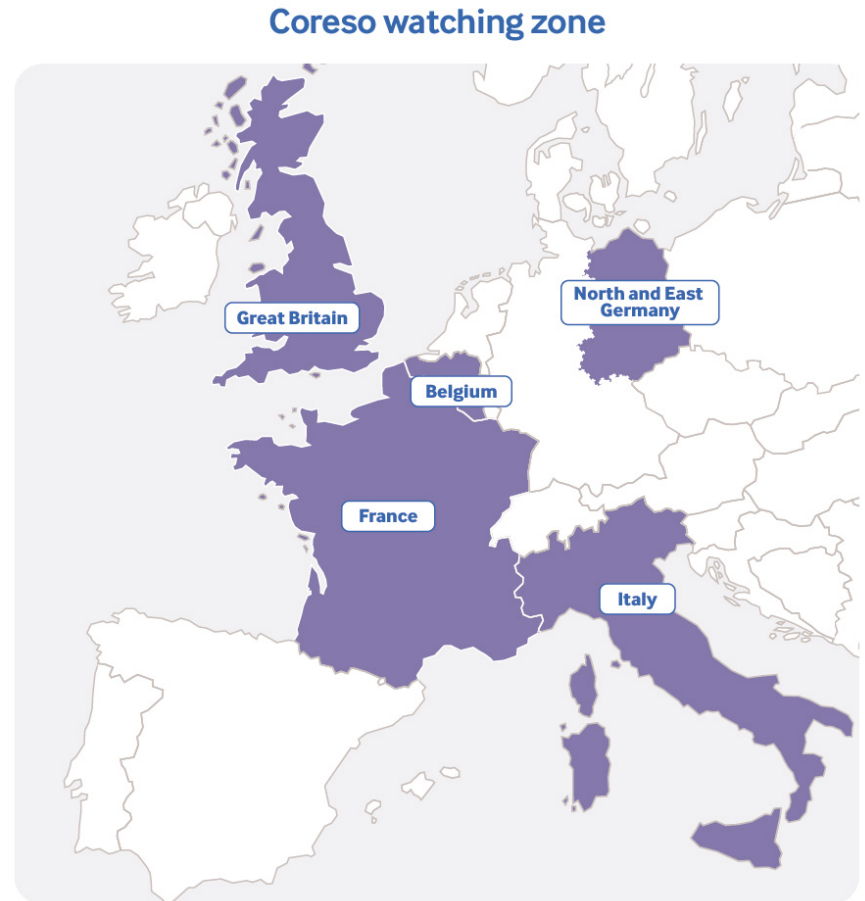 Coreso watching zone
North and East
Germany
Great Britain
Belgium
France
Italy